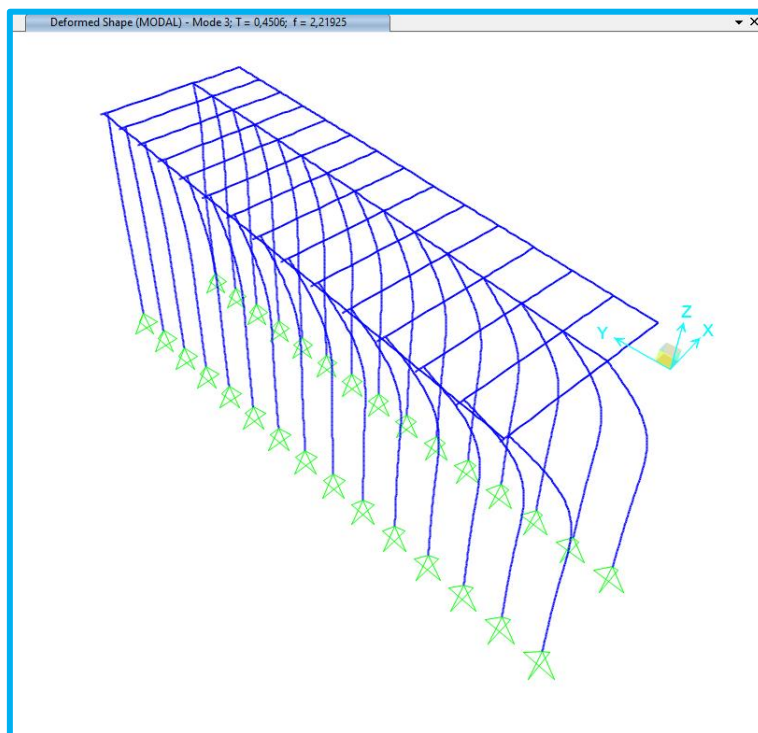 Deformed Shape (MODAL) - Mode 3; T = 0,4506; f = 2,21925
Z
Y
X